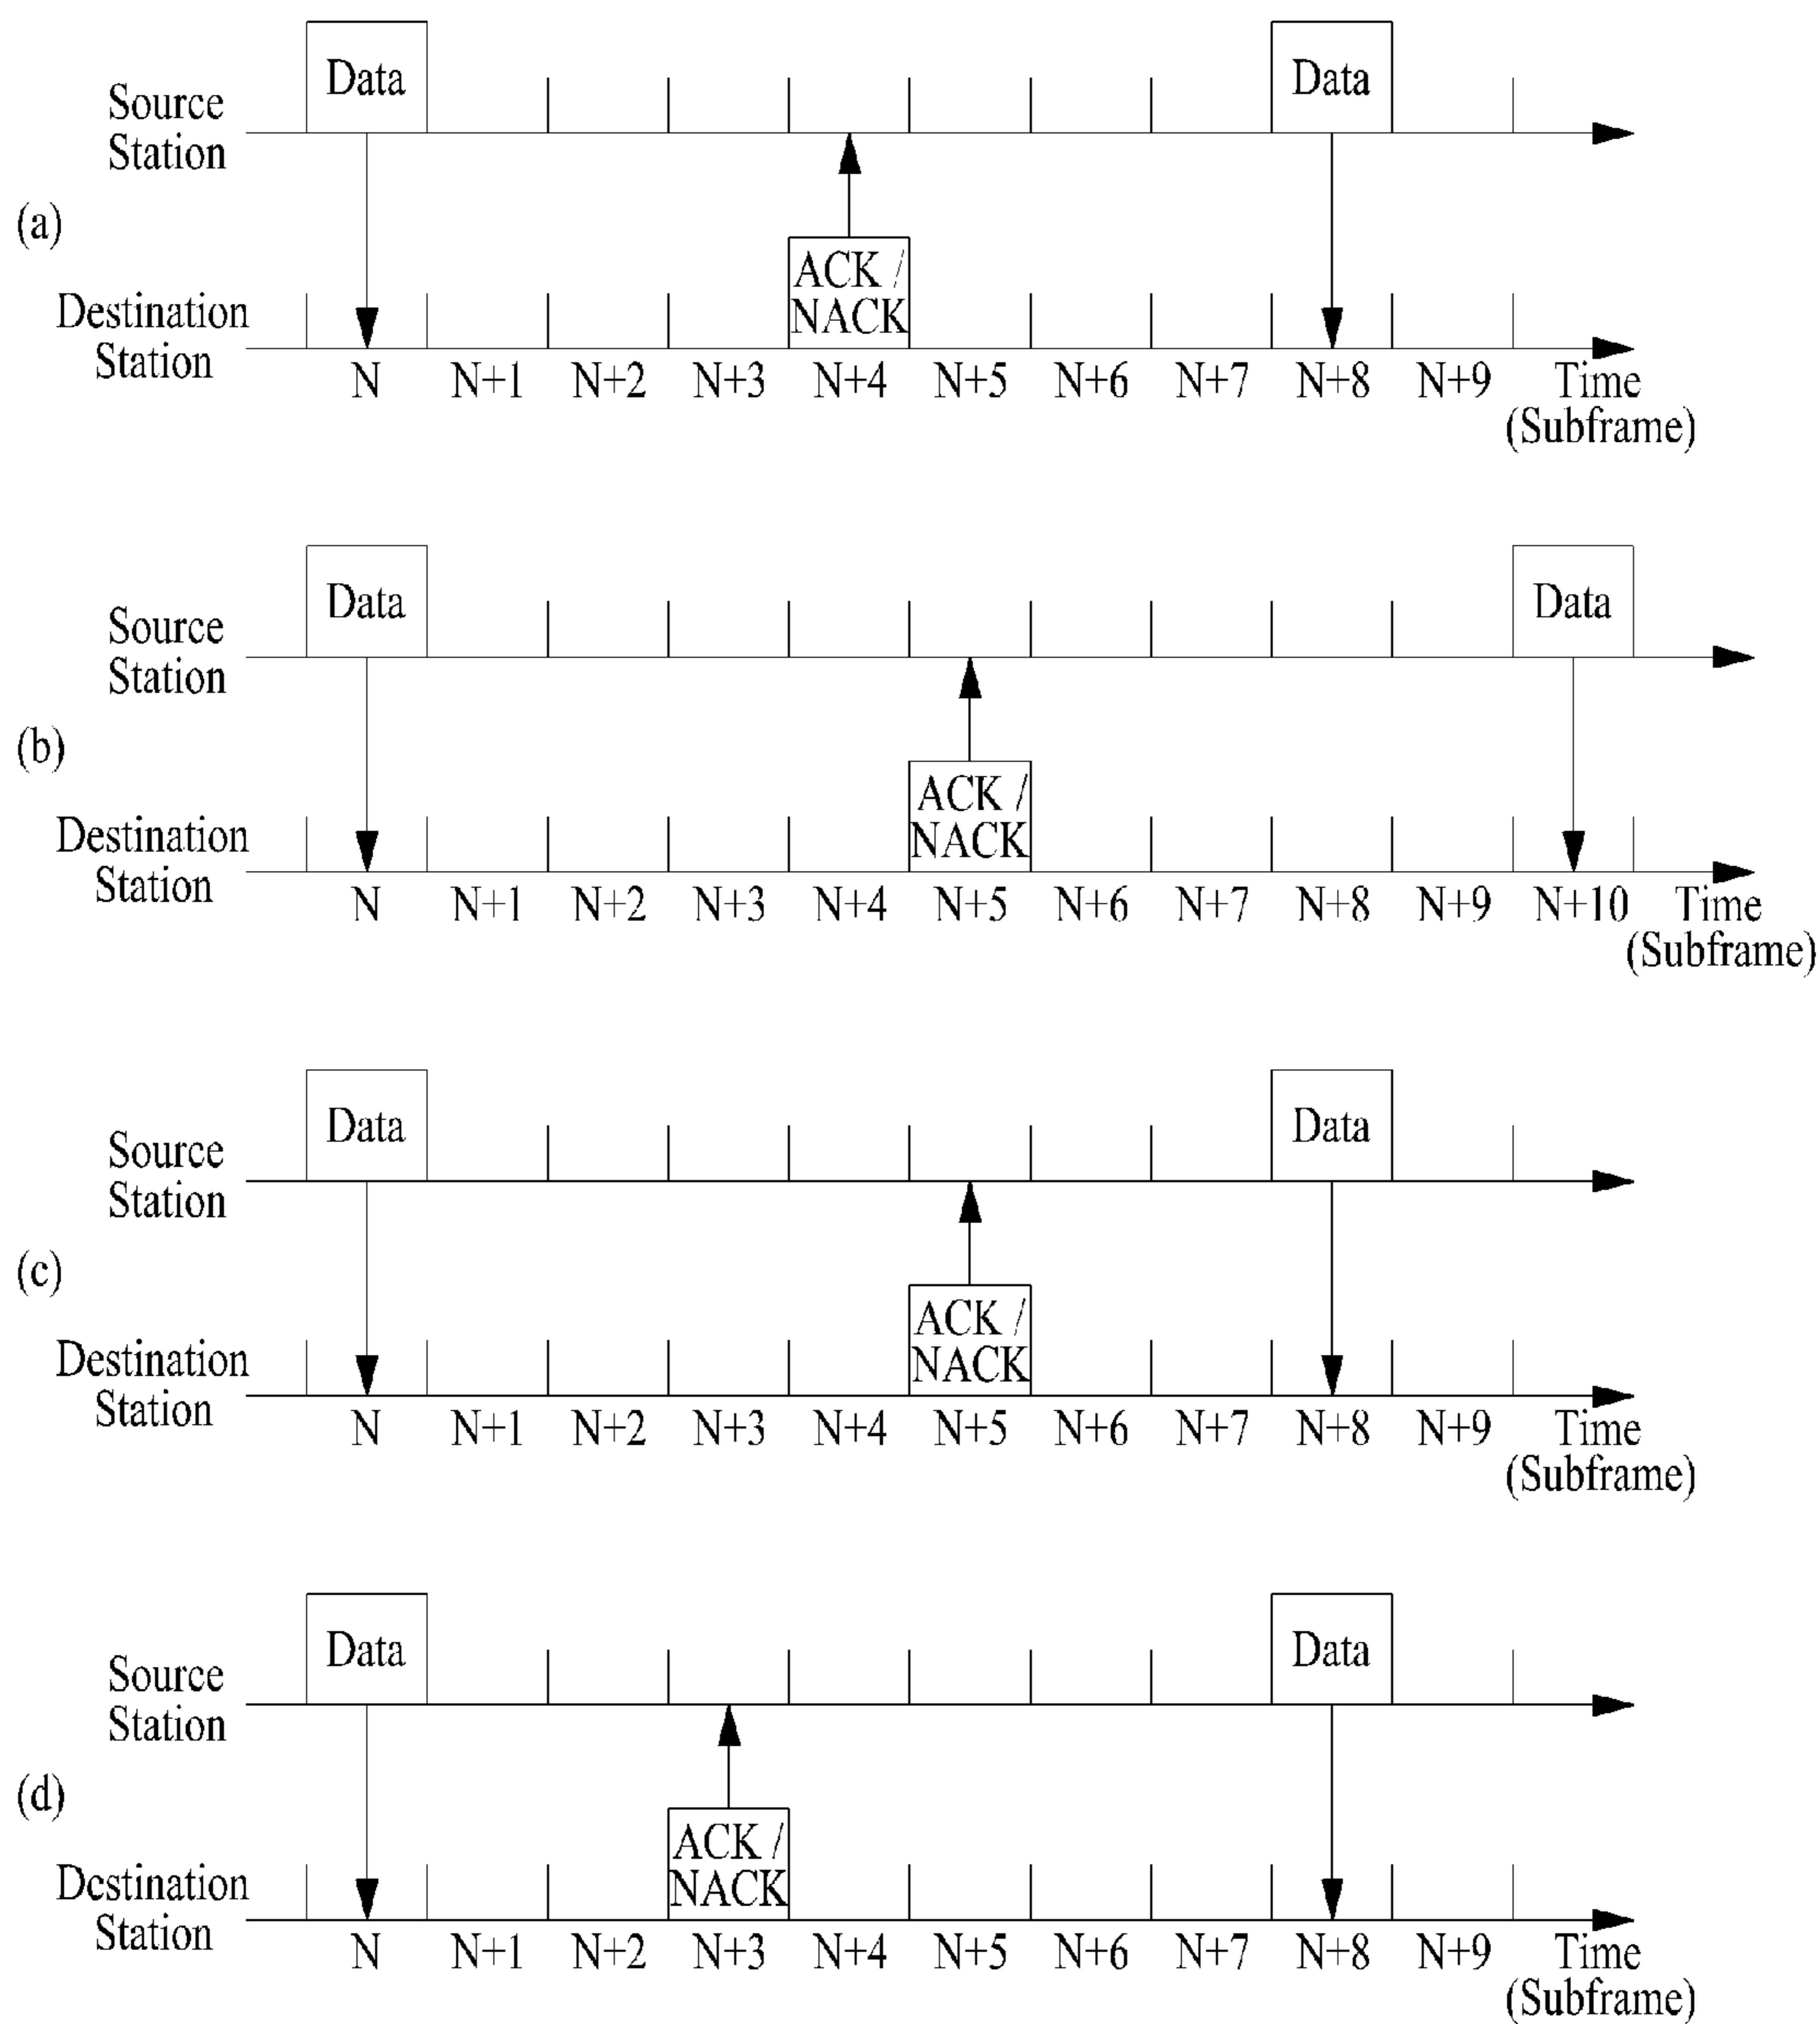 Data
Data
Source
Station
(a)
ACK /
NACK
Destination
Station
N N+1 N+2 N+3 N+4 N+5 N+6 N+7 N+8 N+9 Time
(Subframe)
Data
Data
Source
Station
(b)
ACK /
NACK
Destination
Station
N N+1 N+2 N+3 N+4 N+5 N+6 N+7 N+8 N+9 N+10 Time
(Subframe)
Data
Data
Source
Station
(c)
ACK /
NACK
Destination
Station
N N+1 N+2 N+3 N+4 N+5 N+6 N+7 N+8 N+9 Time
(Subframe)
Data
Data
Source
Station
(d)
ACK /
NACK
Destination
Station
N N+1 N+2 N+3 N+4 N+5 N+6 N+7 N+8 N+9 Time
(Subframe)